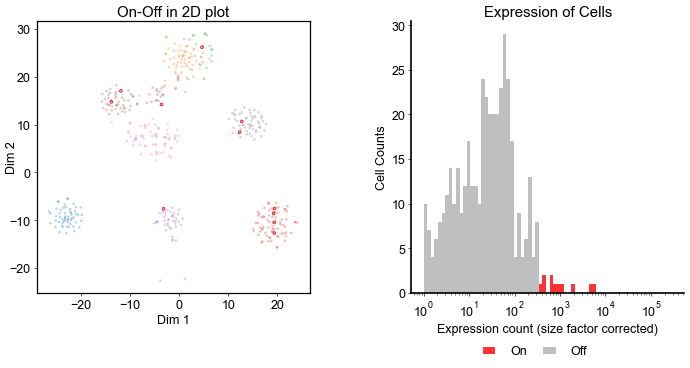 On-Off in 2D plot
Expression of Cells
30
20
10
0
−10
−20
Dim 2
−20 −10 0 10 20
Dim 1
30
25
20
15
10
5
0
Cell Counts
10^0 10^1 10^2 10^3 10^4 10^5
Expression count (size factor corrected)
On Off